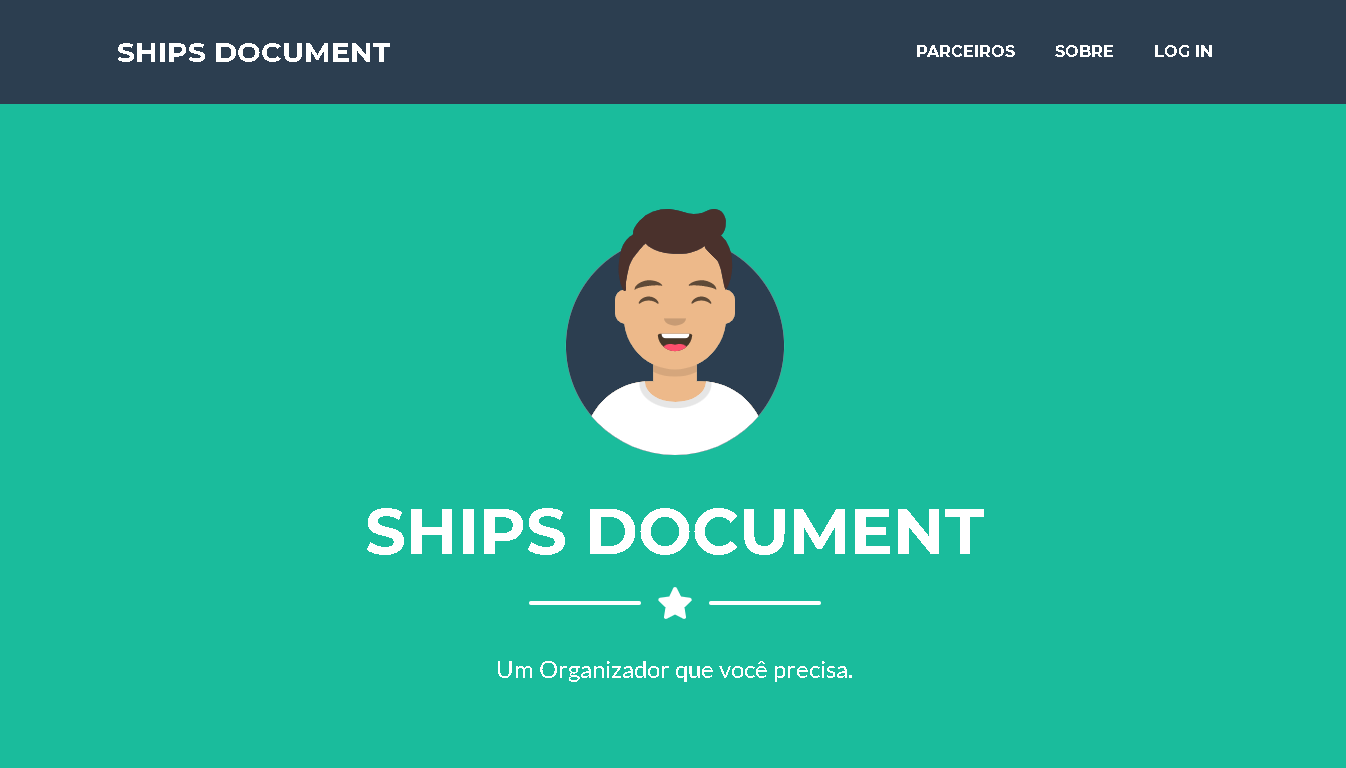 SHIPS DOCUMENT
PARCEIROS SOBRE LOG IN
SHIPS DOCUMENT
Um Organizador que você precisa.